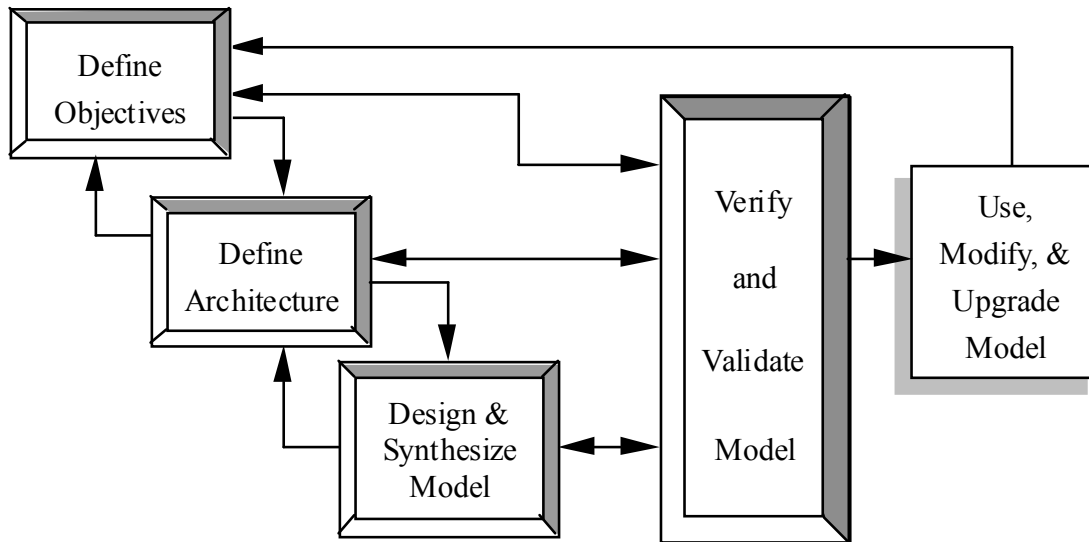 Define
Objectives
Define
Architecture
Design &
Synthesize
Model
Verify
and
Validate
Model
Use,
Modify, &
Upgrade
Model